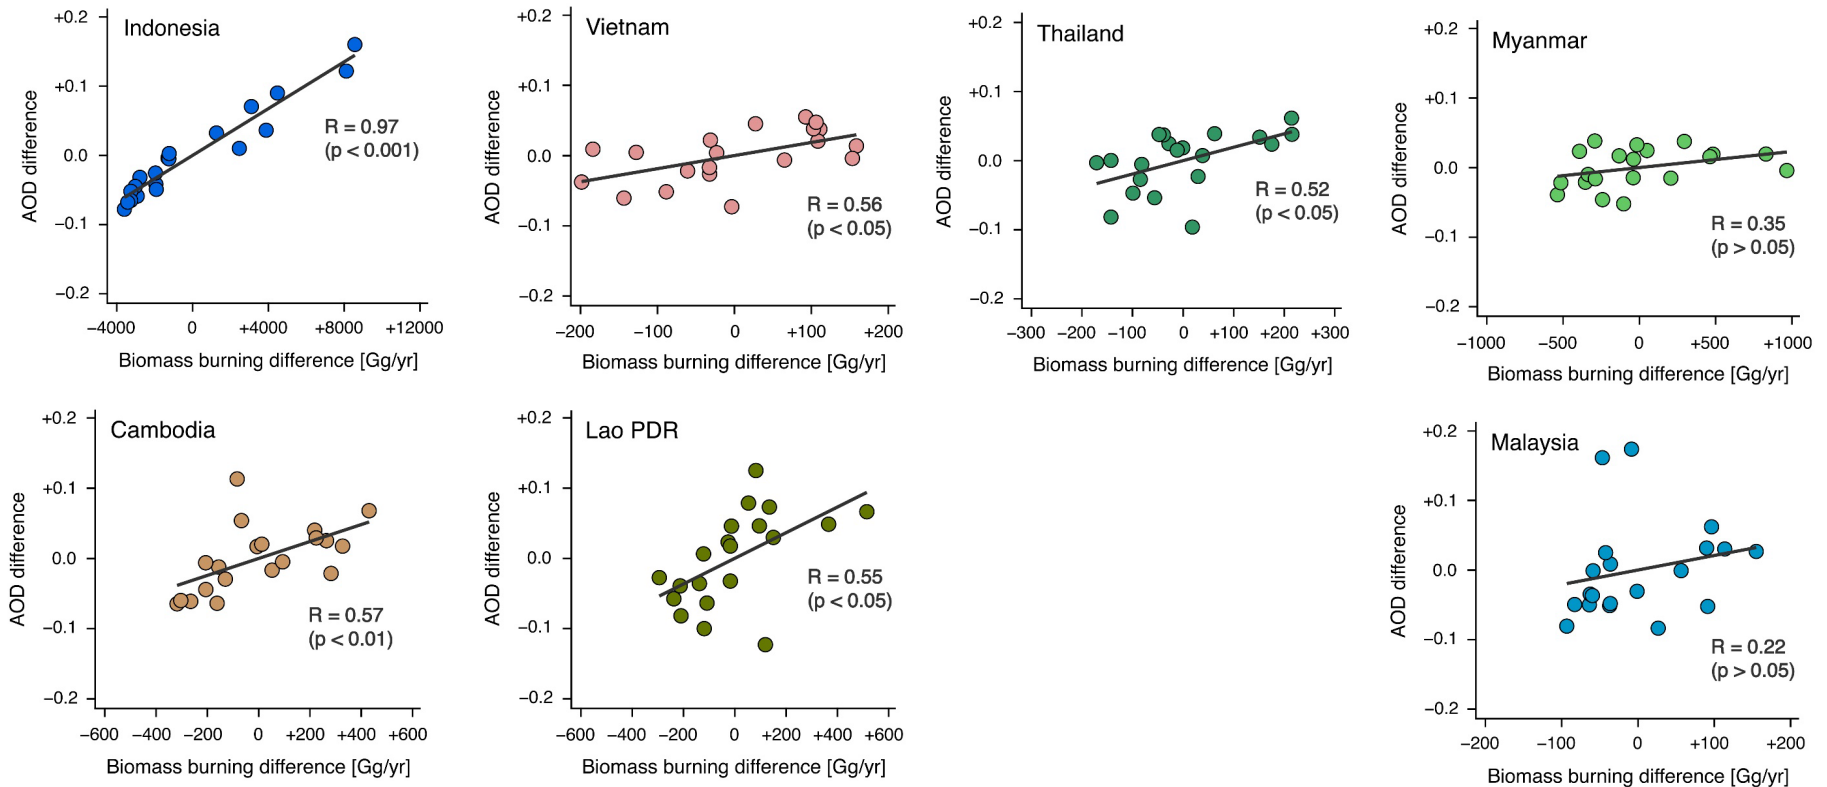 Indonesia
+0.2
+0.1
0.0
−0.1
−0.2
AOD difference
R = 0.97
(p < 0.001)
−4000 0 +4000 +8000 +12000
Biomass burning difference [Gg/yr]
Vietnam
+0.2
+0.1
0.0
−0.1
−0.2
AOD difference
R = 0.56
(p < 0.05)
−200 −100 0 +100 +200
Biomass burning difference [Gg/yr]
Thailand
+0.2
+0.1
0.0
−0.1
−0.2
AOD difference
R = 0.52
(p < 0.05)
−300 −200 −100 0 +100 +200 +300
Biomass burning difference [Gg/yr]
Myanmar
+0.2
+0.1
0.0
−0.1
−0.2
AOD difference
R = 0.35
(p > 0.05)
−1000 −500 0 +500 +1000
Biomass burning difference [Gg/yr]
Cambodia
+0.2
+0.1
0.0
−0.1
−0.2
AOD difference
R = 0.57
(p < 0.01)
−600 −400 −200 0 +200 +400 +600
Biomass burning difference [Gg/yr]
Lao PDR
+0.2
+0.1
0.0
−0.1
−0.2
AOD difference
R = 0.55
(p < 0.05)
−600 −400 −200 0 +200 +400 +600
Biomass burning difference [Gg/yr]
Malaysia
+0.2
+0.1
0.0
−0.1
−0.2
AOD difference
R = 0.22
(p > 0.05)
−200 −100 0 +100 +200
Biomass burning difference [Gg/yr]